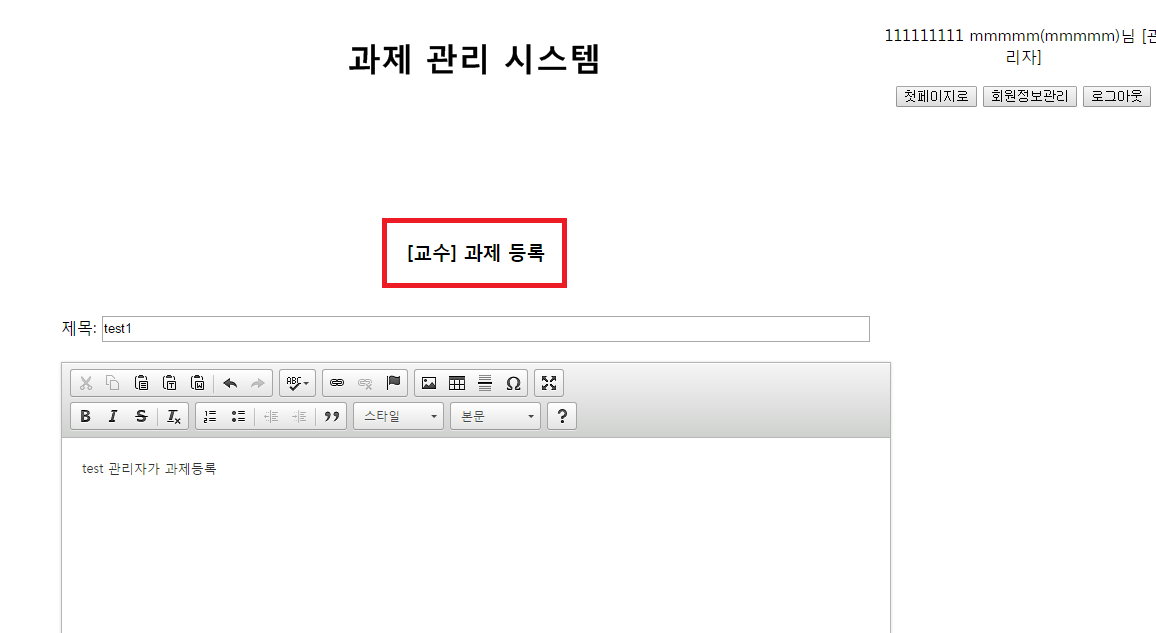 과제 관리 시스템
111111111 mmmmm(mmmmm)님 [관
리자]
첫페이지로 회원정보관리 로그아웃
[교수] 과제 등록
제목: test1
ABC Ω
B I S Ix 스타일 본문 ?
test 관리자가 과제등록